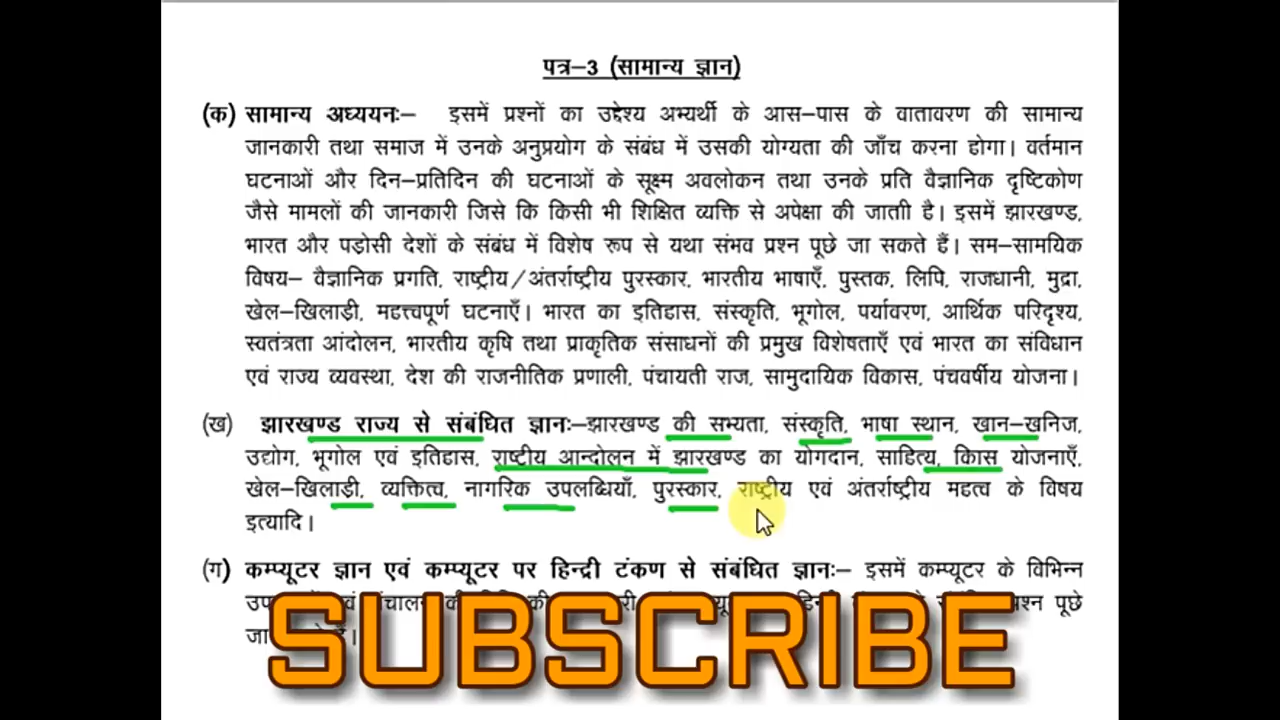 पत्र–3 (सामान्य ज्ञान)
(क) सामान्य अध्ययनः– इसमें प्रश्नों का उद्देश्य अभ्यर्थी के आस–पास के वातावरण की सामान्य
जानकारी तथा समाज में उनके अनुप्रयोग के संबंध में उसकी योग्यता की जाँच करना होगा। वर्तमान
घटनाओं और दिन–प्रतिदिन की घटनाओं के सूक्ष्म अवलोकन तथा उनके प्रति वैज्ञानिक दृष्टिकोण
जैसे मामलों की जानकारी जिसे कि किसी भी शिक्षित व्यक्ति से अपेक्षा की जाताी है। इसमें झारखण्ड,
भारत और पड़ोसी देशों के संबंध में विशेष रूप से यथा संभव प्रश्न पूछे जा सकते हैं। सम–सामयिक
विषय– वैज्ञानिक प्रगति, राष्ट्रीय/अंतर्राष्ट्रीय पुरस्कार, भारतीय भाषाएँ, पुस्तक, लिपि, राजधानी, मुद्रा,
खेल–खिलाड़ी, महत्त्वपूर्ण घटनाएँ। भारत का इतिहास, संस्कृति, भूगोल, पर्यावरण, आर्थिक परिदृश्य,
स्वतंत्रता आंदोलन, भारतीय कृषि तथा प्राकृतिक संसाधनों की प्रमुख विशेषताएँ एवं भारत का संविधान
एवं राज्य व्यवस्था, देश की राजनीतिक प्रणाली, पंचायती राज, सामुदायिक विकास, पंचवर्षीय योजना।
(ख) झारखण्ड राज्य से संबंधित ज्ञानः–झारखण्ड की सभ्यता, संस्कृति, भाषा स्थान, खान–खनिज,
उद्योग, भूगोल एवं इतिहास, राष्टीय आन्दोलन में झारखण्ड का योगदान, साहित्य, किास योजनाएँ,
खेल–खिलाड़ी, व्यक्तित्व, नागरिक उपलब्धियाँ, पुरस्कार, राष्ट्रीय एवं अंतर्राष्ट्रीय महत्व के विषय
इत्यादि।
(ग) कम्प्यूटर ज्ञान एवं कम्प्यूटर पर हिन्दी टंकण से संबंधित ज्ञानः– इसमें कम्प्यूटर के विभिन्न
प्रश्न पूछे
SUBSCRIBE